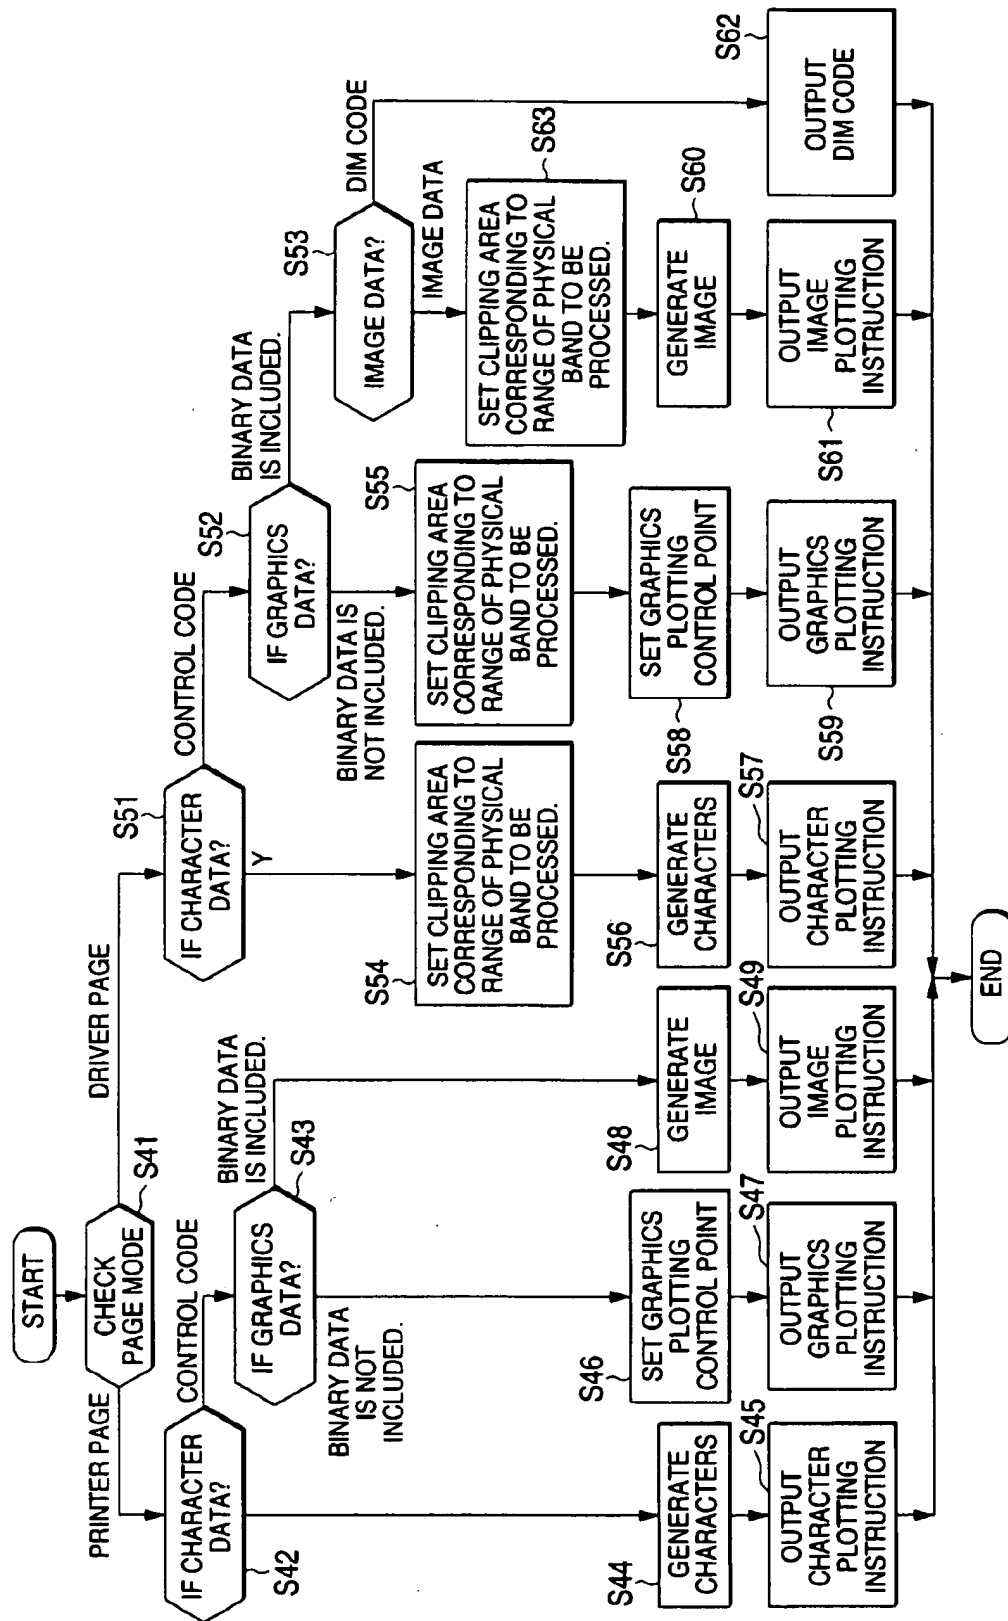 START
CHECK
PAGE MODE
S41
PRINTER PAGE
DRIVER PAGE
IF CHARACTER
DATA?
S42
CONTROL CODE
IF GRAPHICS
DATA?
S43
BINARY DATA
IS INCLUDED.
BINARY DATA
IS NOT
INCLUDED.
GENERATE
CHARACTERS
S44
OUTPUT
CHARACTER
PLOTTING
INSTRUCTION
S45
SET GRAPHICS
PLOTTING
CONTROL POINT
S46
OUTPUT
GRAPHICS
PLOTTING
INSTRUCTION
S47
GENERATE
IMAGE
S48
OUTPUT
IMAGE
PLOTTING
INSTRUCTION
S49
IF CHARACTER
DATA?
S51
Y
CONTROL CODE
IF GRAPHICS
DATA?
S52
BINARY DATA
IS INCLUDED.
BINARY DATA IS
NOT INCLUDED.
IMAGE DATA?
S53
DIM CODE
IMAGE DATA
SET CLIPPING AREA
CORRESPONDING TO
RANGE OF PHYSICAL
BAND TO BE
PROCESSED.
S54
SET CLIPPING AREA
CORRESPONDING TO
RANGE OF PHYSICAL
BAND TO BE
PROCESSED.
S55
SET CLIPPING AREA
CORRESPONDING TO
RANGE OF PHYSICAL
BAND TO BE
PROCESSED.
S63
GENERATE
CHARACTERS
S56
OUTPUT
CHARACTER
PLOTTING
INSTRUCTION
S57
SET GRAPHICS
PLOTTING
CONTROL POINT
S58
OUTPUT
GRAPHICS
PLOTTING
INSTRUCTION
S59
GENERATE
IMAGE
S60
OUTPUT
IMAGE
PLOTTING
INSTRUCTION
S61
OUTPUT
DIM CODE
S62
END